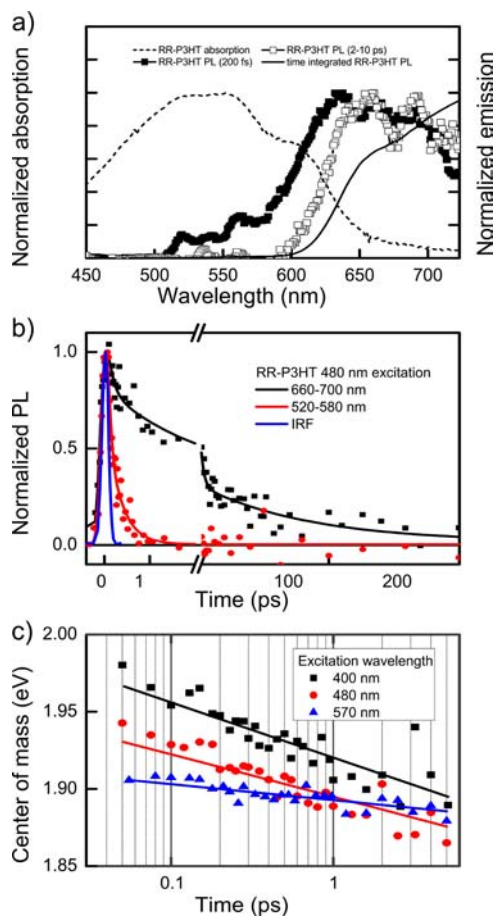 a)
RR-P3HT absorption
RR-P3HT PL (2-10 ps)
RR-P3HT PL (200 fs)
time integrated RR-P3HT PL
Normalized absorption
Normalized emission
450 500 550 600 650 700
Wavelength (nm)
b)
RR-P3HT 480 nm excitation
660-700 nm
520-580 nm
IRF
Normalized PL
1.0
0.5
0.0
0 1 100 200
Time (ps)
c)
Excitation wavelength
400 nm
480 nm
570 nm
Center of mass (eV)
2.00
1.95
1.90
1.85
0.1 1
Time (ps)